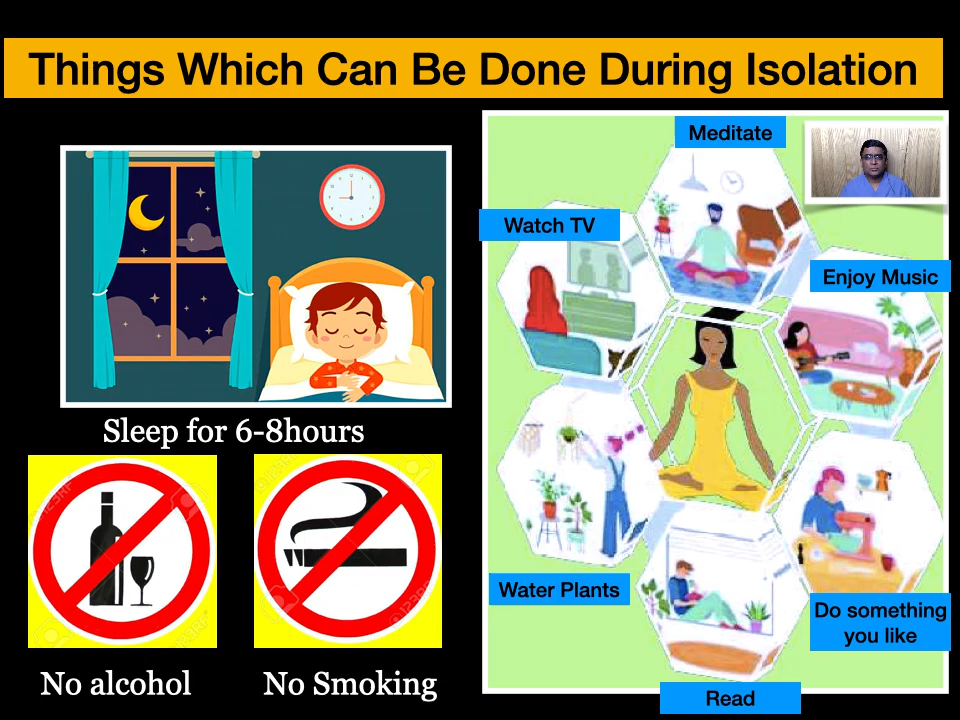 Things Which Can Be Done During Isolation
Meditate
Watch TV
Enjoy Music
Sleep for 6-8hours
Water Plants
Do something
you like
No alcohol
No Smoking
Read